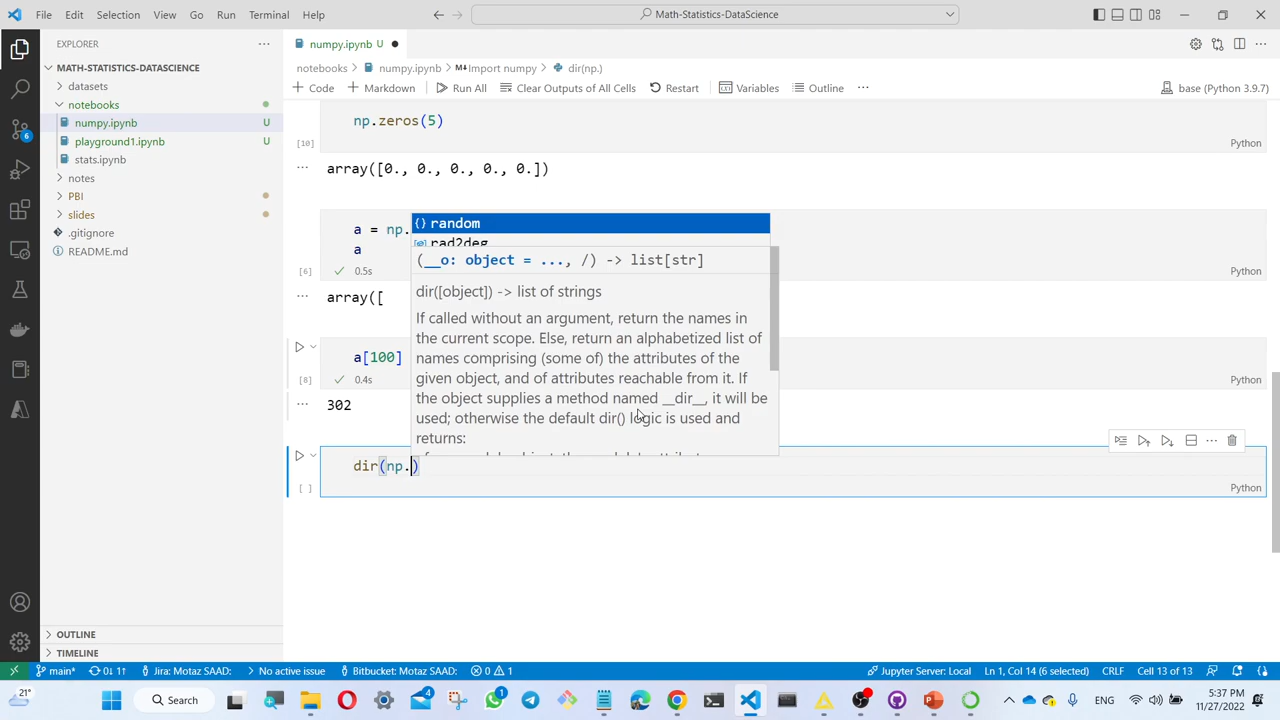 File Edit Selection View Go Run Terminal Help
Math-Statistics-DataScience
EXPLORER
MATH-STATISTICS-DATASCIENCE
datasets
notebooks
numpy.ipynb U
playground1.ipynb U
stats.ipynb
notes
PBI
slides
.gitignore
README.md
OUTLINE
TIMELINE
numpy.ipynb U
notebooks > numpy.ipynb > Import numpy > dir(np.)
Code Markdown Run All Clear Outputs of All Cells Restart Variables Outline
base (Python 3.9.7)
np.zeros(5)
[10]
Python
array([0., 0., 0., 0., 0.])
a = np.
a
[6] 0.5s
Python
array([
random
rad2deg
(__o: object = ..., /) -> list[str]
dir([object]) -> list of strings
If called without an argument, return the names in
the current scope. Else, return an alphabetized list of
names comprising (some of) the attributes of the
given object, and of attributes reachable from it. If
the object supplies a method named __dir__, it will be
used; otherwise the default dir() logic is used and
returns:
a[100]
[8] 0.4s
Python
302
dir(np.)
[ ]
Python
6
main* 0↓ 1↑ Jira: Motaz SAAD: No active issue Bitbucket: Motaz SAAD: 0 1
Jupyter Server: Local Ln 1, Col 14 (6 selected) CRLF Cell 13 of 13
21°
Search
4
1
ENG
5:37 PM
11/27/2022